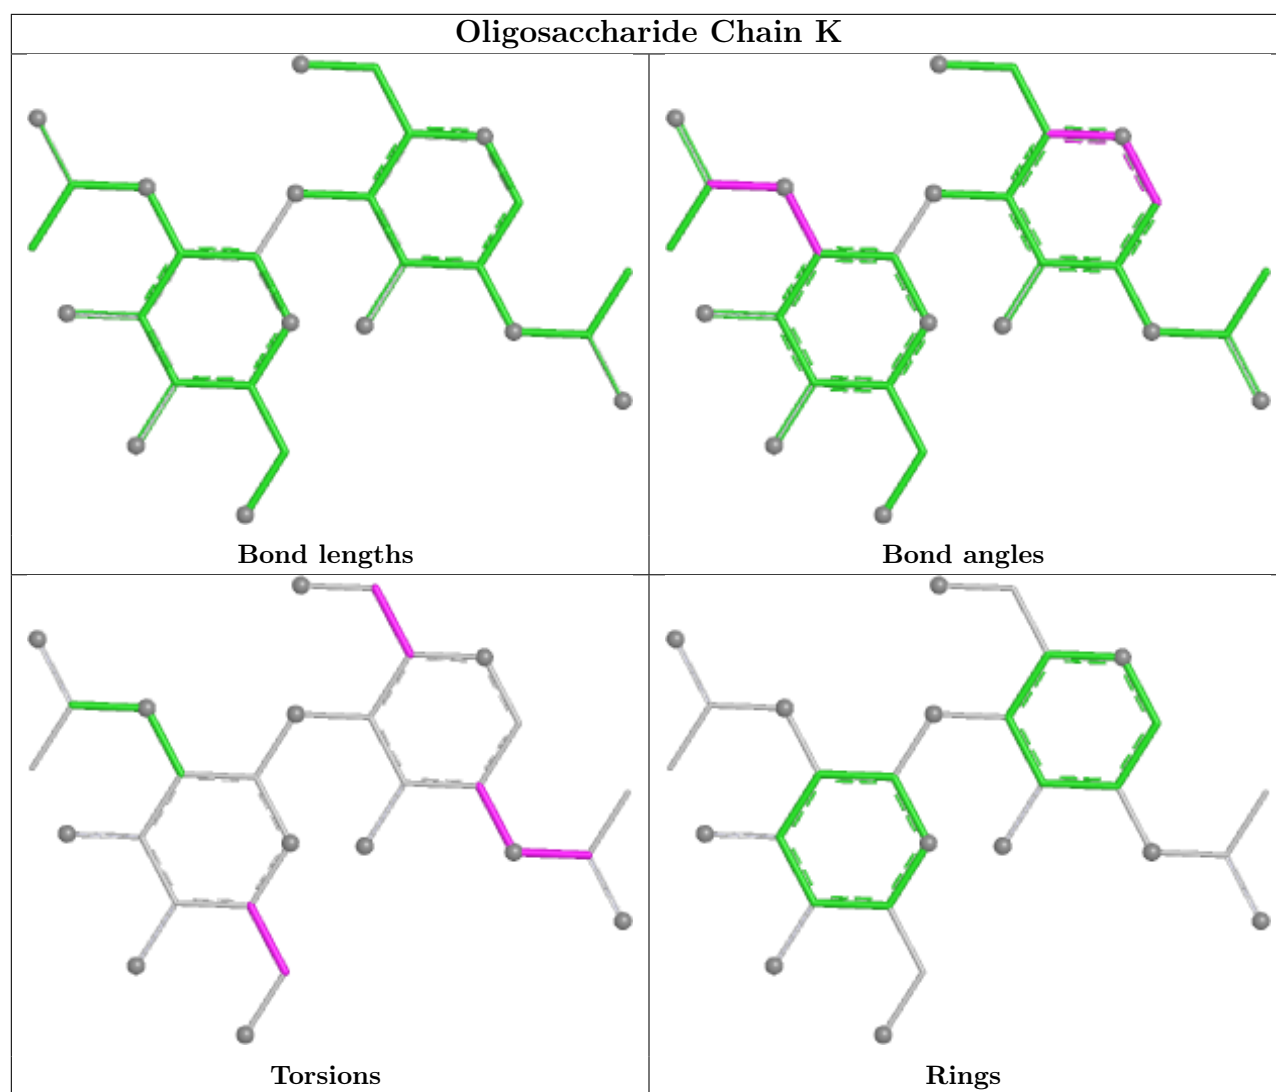 Oligosaccharide Chain K
Bond lengths
Bond angles
Torsions
Rings